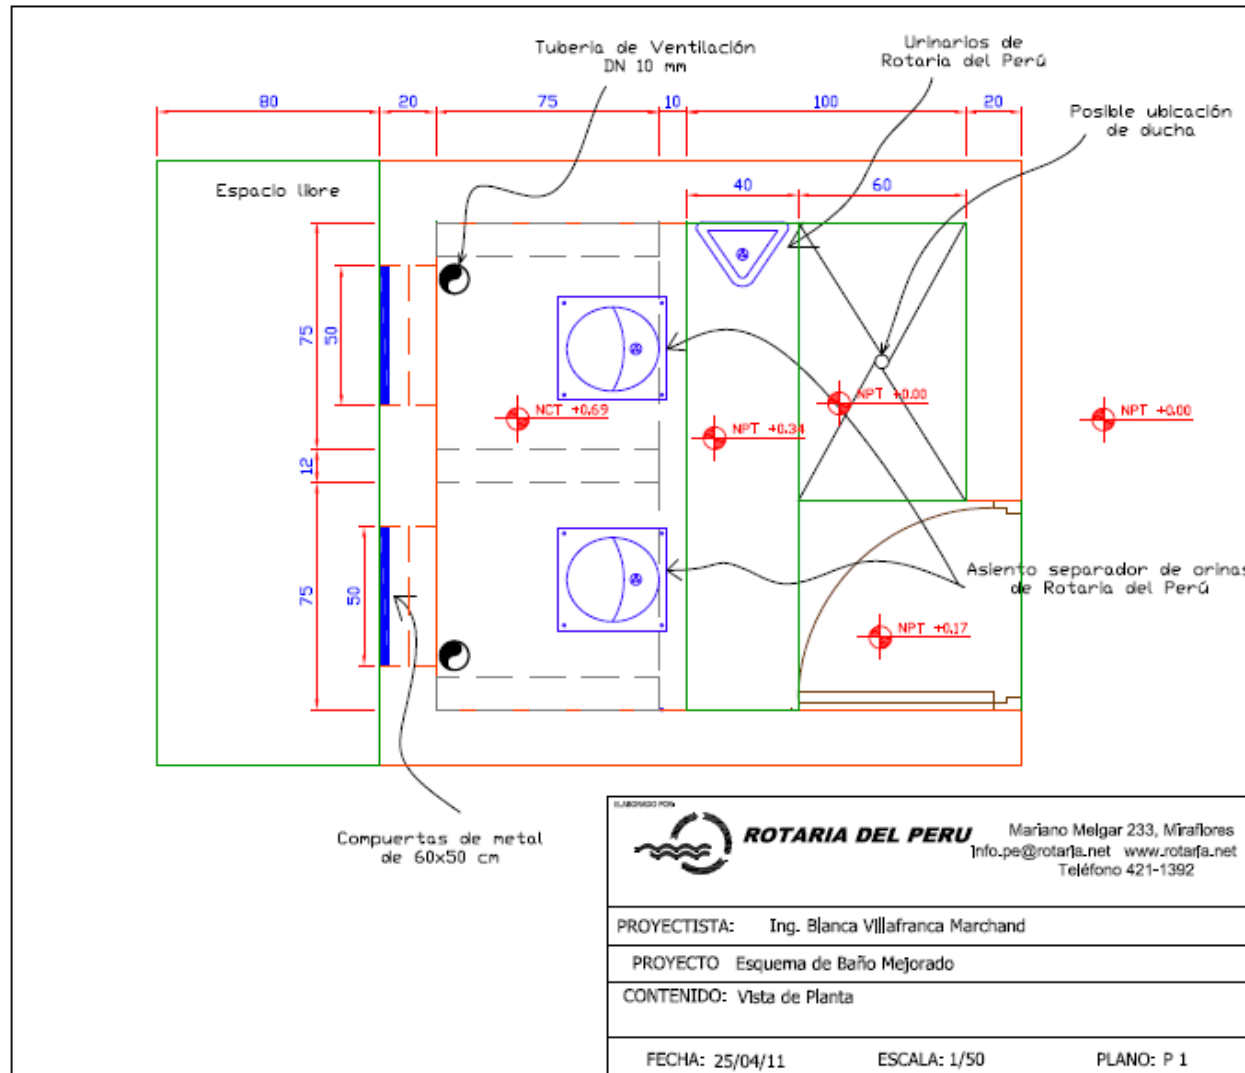 Tuberia de Ventilación
DN 10 mm
Urinarios de
Rotaria del Perú
Posible ubicación
de ducha
80
20
75
10
100
20
Espacio libre
40
60
75
50
12
75
50
NCT +0.69
NPT +0.34
NPT +0.00
NPT +0.00
Asiento separador de orinas
de Rotaria del Perú
NPT +0.17
Compuertas de metal
de 60x50 cm
ELABORADO POR:
ROTARIA DEL PERU
Mariano Melgar 233, Miraflores
info.pe@rotaria.net www.rotaria.net
Teléfono 421-1392
PROYECTISTA: Ing. Blanca Villafranca Marchand
PROYECTO Esquema de Baño Mejorado
CONTENIDO: Vista de Planta
FECHA: 25/04/11 ESCALA: 1/50 PLANO: P 1